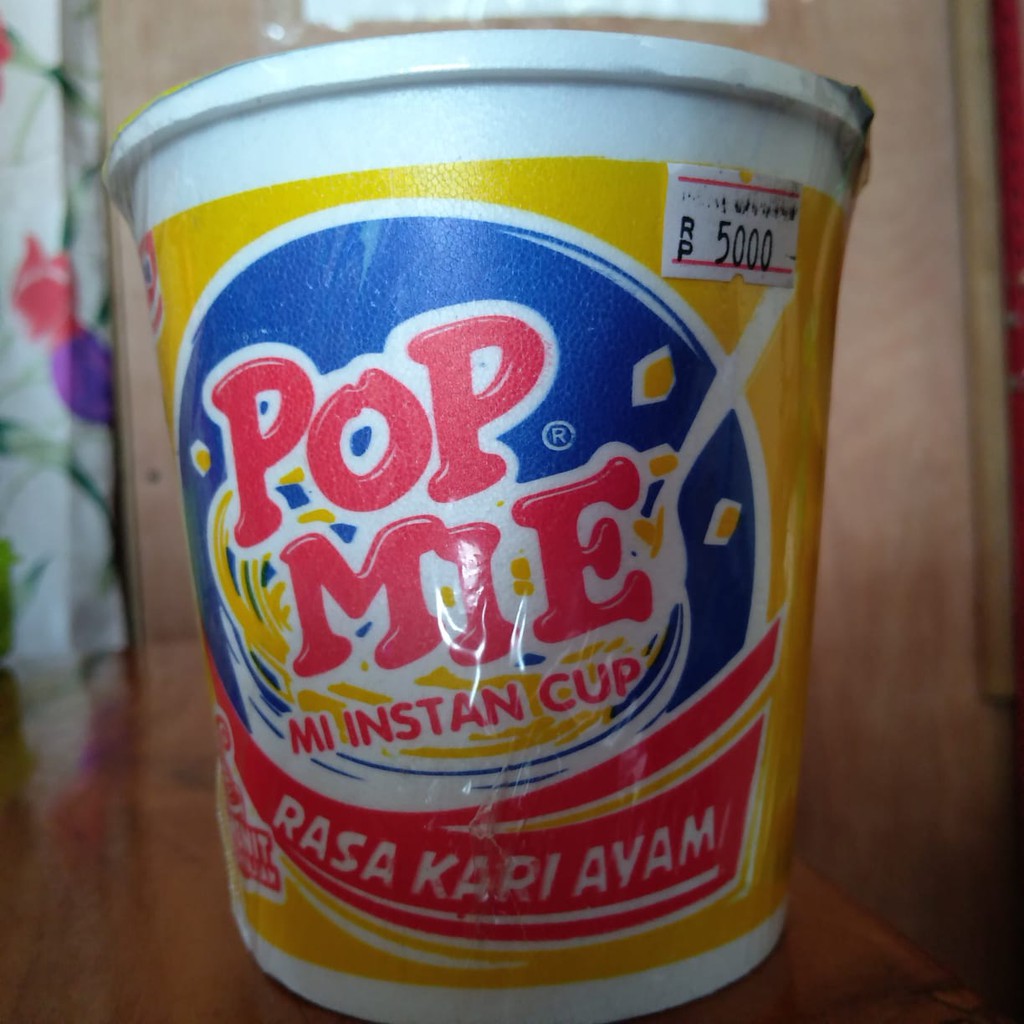 RP 5000
POP
MIE ®
MI INSTAN CUP
RASA KARI AYAM